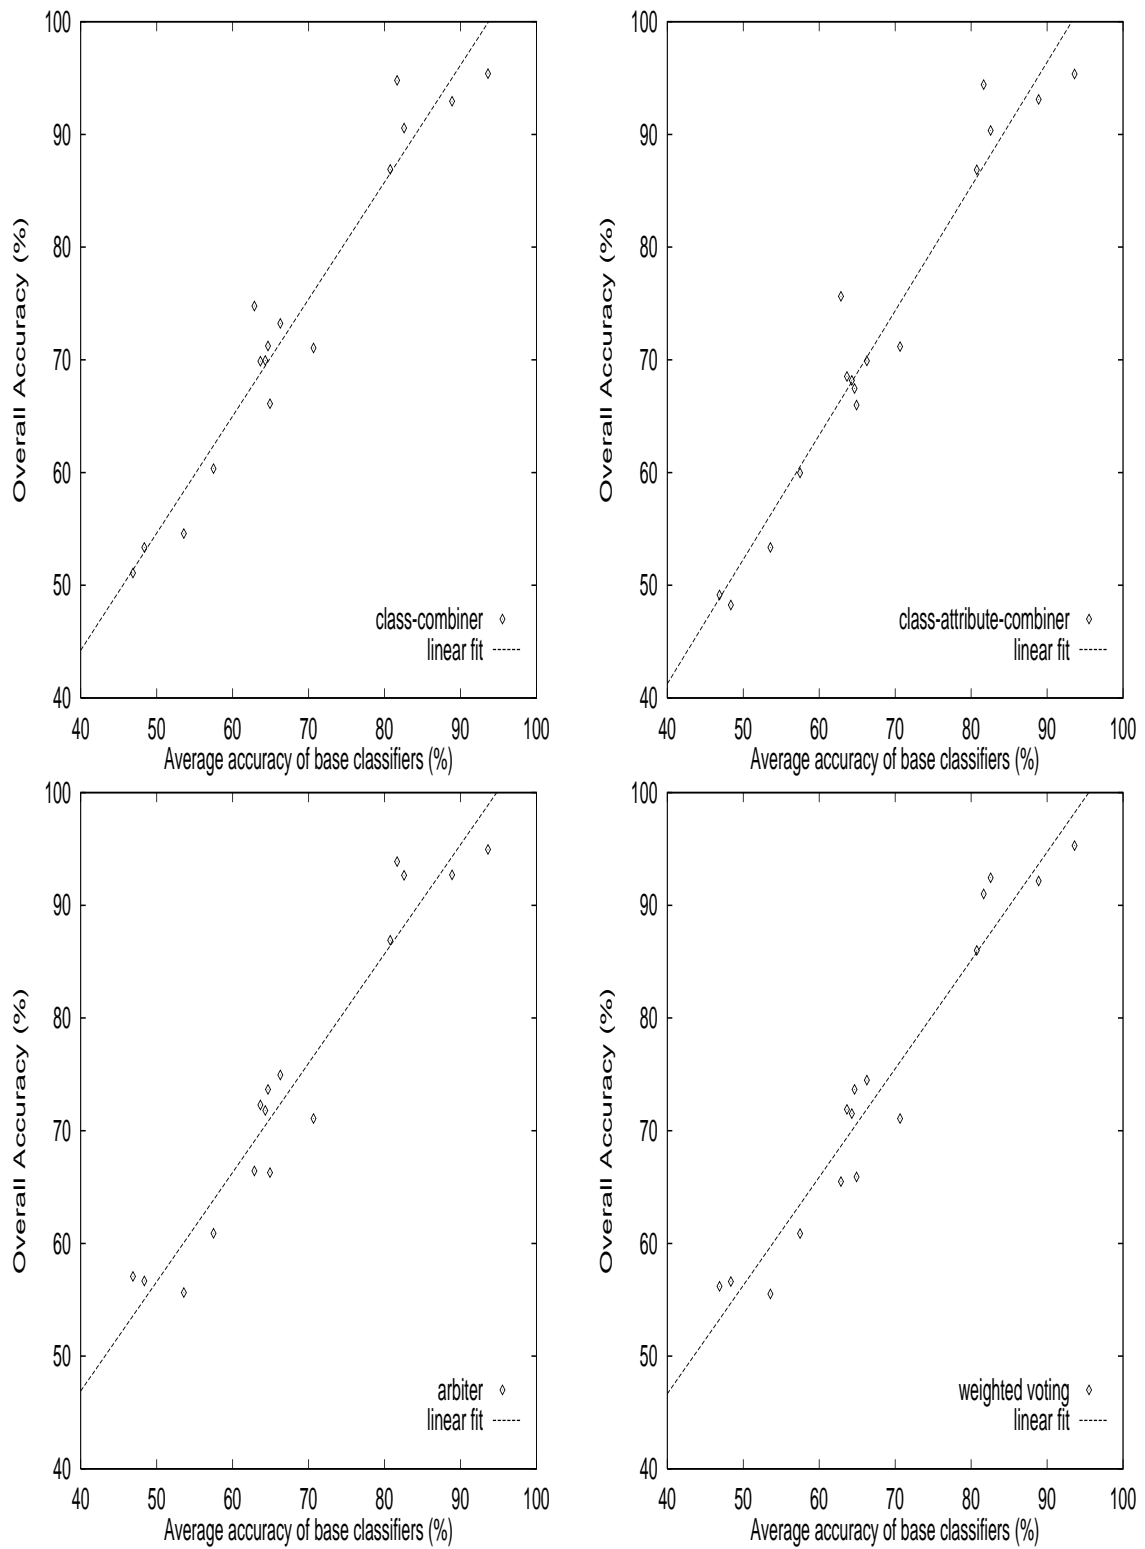 100
90
80
70
60
50
40
Overall Accuracy (%)
class-combiner
linear fit
40 50 60 70 80 90 100
Average accuracy of base classifiers (%)
100
90
80
70
60
50
40
Overall Accuracy (%)
class-attribute-combiner
linear fit
40 50 60 70 80 90 100
Average accuracy of base classifiers (%)
100
90
80
70
60
50
40
Overall Accuracy (%)
arbiter
linear fit
40 50 60 70 80 90 100
Average accuracy of base classifiers (%)
100
90
80
70
60
50
40
Overall Accuracy (%)
weighted voting
linear fit
40 50 60 70 80 90 100
Average accuracy of base classifiers (%)